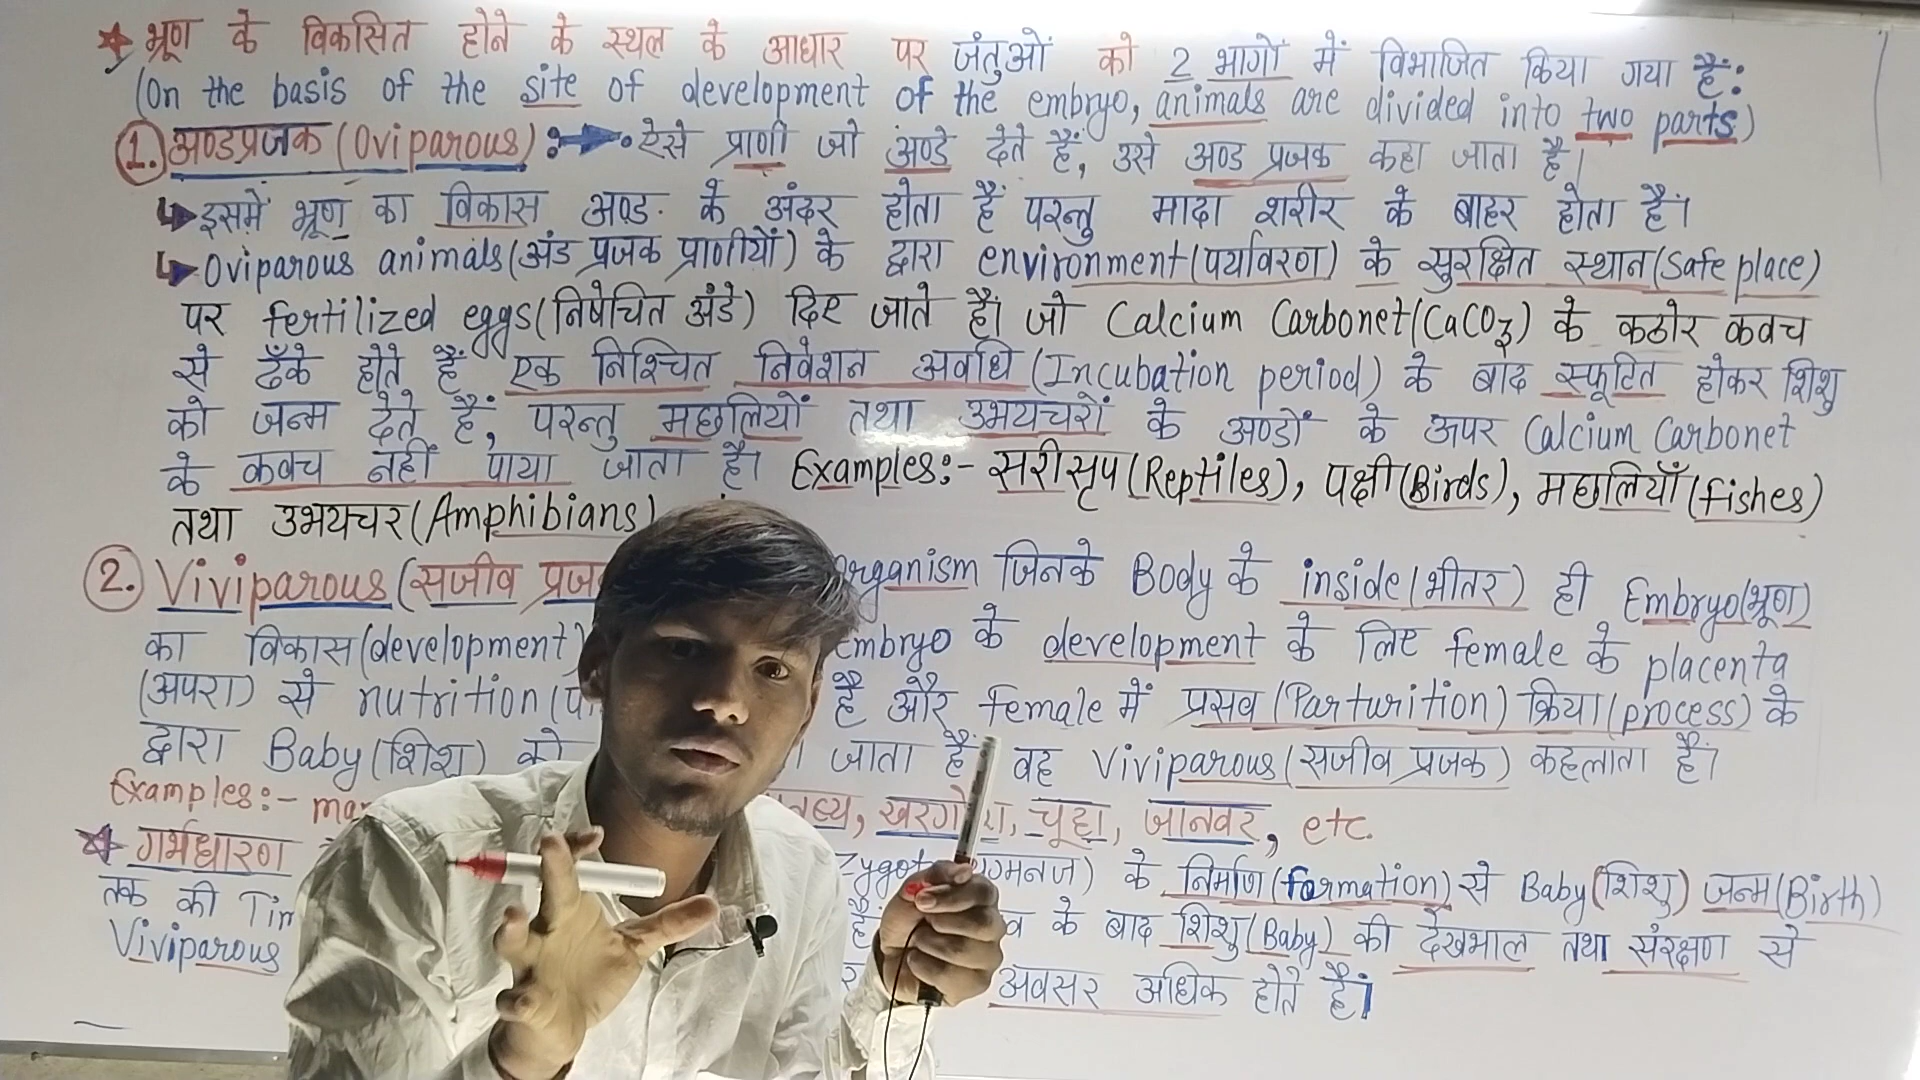 भ्रूण के विकसित होने के स्थल के आधार पर जंतुओं को 2 भागों में विभाजित किया गया है:
(On the basis of the site of development of the embryo, animals are divided into two parts)
1. अण्डप्रजक (Oviparous) : ऐसे प्राणी जो अण्डे देते हैं, उसे अण्ड प्रजक कहा जाता है।
इसमें भ्रूण का विकास अण्ड के अंदर होता हैं परन्तु मादा शरीर के बाहर होता है।
Oviparous animals (अंड प्रजक प्राणीयों) के द्वारा environment (पर्यावरण) के सुरक्षित स्थान (Safe place)
पर fertilized eggs (निषेचित अंडे) दिए जाते हैं। जो Calcium Carbonet (CaCO3) के कठोर कवच
से ढँके होते हैं एक निश्चित निवेशन अवधि (Incubation period) के बाद स्फूटित होकर शिशु
को जन्म देते हैं, परन्तु मछलियों तथा उभयचरों के अण्डों के ऊपर Calcium Carbonet
के कवच नहीं पाया जाता है। Examples:- सरीसृप (Reptiles), पक्षी (Birds), मछलियाँ (fishes)
तथा उभयचर (Amphibians)
2. Viviparous (सजीव organism जिनके Body के inside (भीतर) ही Embryo (भ्रूण)
का विकास (development) embryo के development के लिए female के placenta
(अपरा) से nutrition है और female में प्रसव (Parturition) क्रिया (process) के
द्वारा Baby (शिशु) को जाता है वह Viviparous (सजीव प्रजक) कहलाता है।
Examples:- खरगोश, चूहा, जानवर, etc.
गर्भधारण के निर्माण (formation) से Baby (शिशु) जन्म (Birth)
तक की के बाद शिशु (Baby) की देखभाल तथा संरक्षण से
Viviparous अवसर अधिक होते हैं।